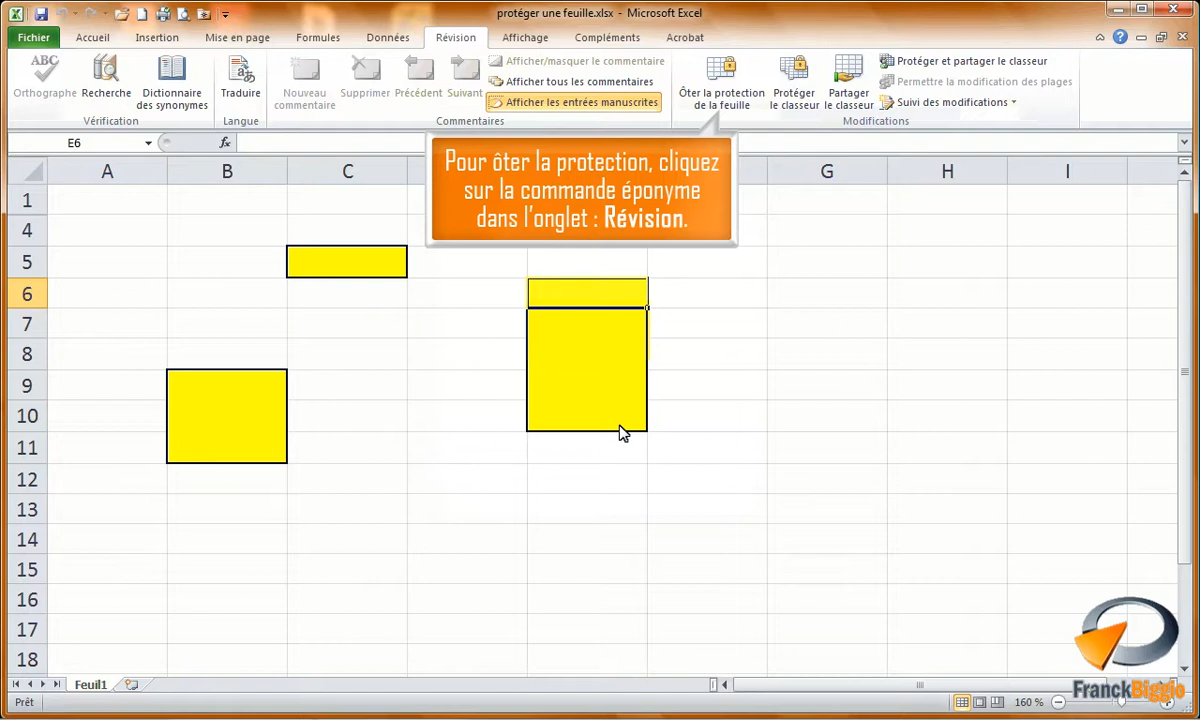 protéger une feuille.xlsx - Microsoft Excel
Fichier Accueil Insertion Mise en page Formules Données Révision Affichage Compléments Acrobat
ABC
Orthographe
Recherche
Dictionnaire
des synonymes
Vérification
Traduire
Langue
Nouveau
commentaire
Supprimer
Précédent
Suivant
Afficher/masquer le commentaire
Afficher tous les commentaires
Afficher les entrées manuscrites
Commentaires
Ôter la protection
de la feuille
Protéger
le classeur
Partager
le classeur
Protéger et partager le classeur
Permettre la modification des plages
Suivi des modifications
Modifications
E6
fx
Pour ôter la protection, cliquez
sur la commande éponyme
dans l'onglet : Révision.
A B C G H I
1
4
5
6
7
8
9
10
11
12
13
14
15
16
17
18
Feuil1
Prêt
160 %
FranckBiggio